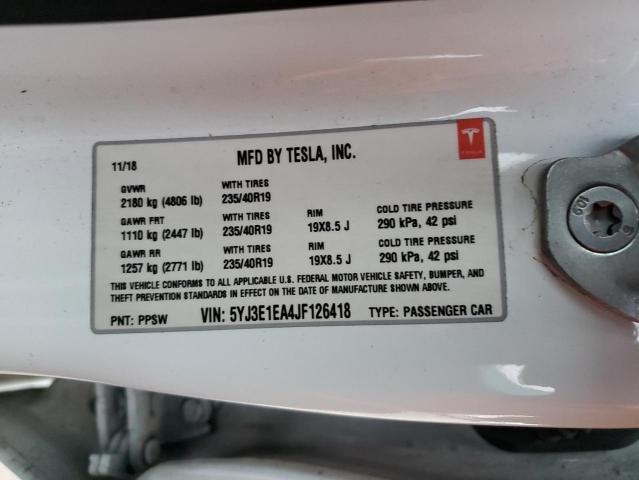 11/18 MFD BY TESLA, INC.
TESLA
GVWR WITH TIRES
2180 kg (4806 lb) 235/40R19
GAWR FRT WITH TIRES RIM COLD TIRE PRESSURE
1110 kg (2447 lb) 235/40R19 19X8.5 J 290 kPa, 42 psi
GAWR RR WITH TIRES RIM COLD TIRE PRESSURE
1257 kg (2771 lb) 235/40R19 19X8.5 J 290 kPa, 42 psi
THIS VEHICLE CONFORMS TO ALL APPLICABLE U.S. FEDERAL MOTOR VEHICLE SAFETY, BUMPER, AND
THEFT PREVENTION STANDARDS IN EFFECT ON THE DATE OF MANUFACTURE SHOWN ABOVE.
PNT: PPSW VIN: 5YJ3E1EA4JF126418 TYPE: PASSENGER CAR